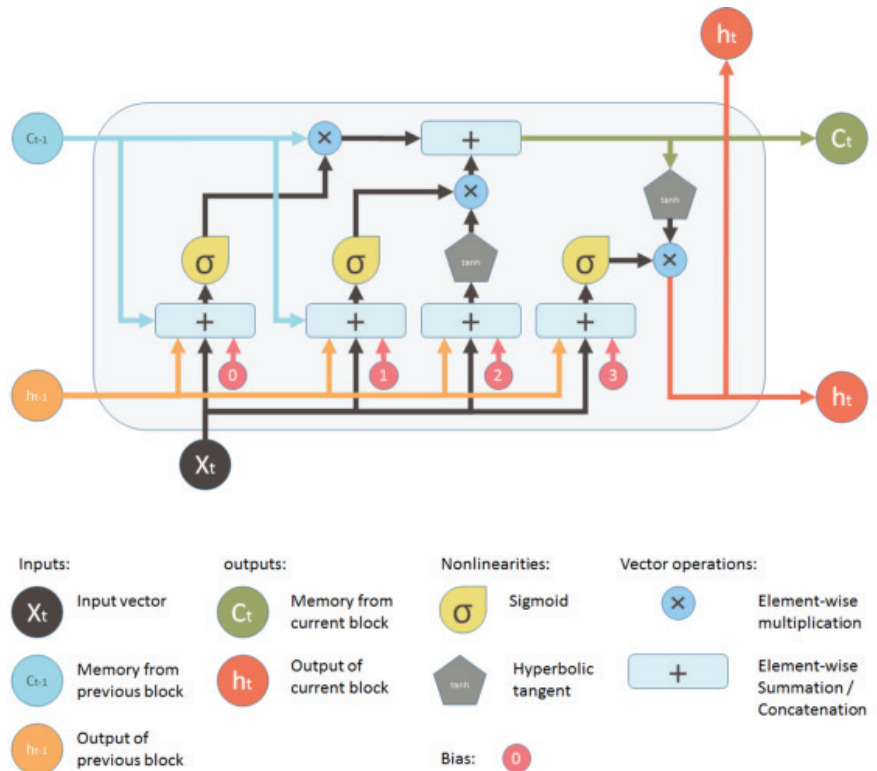 ht
Ct-1
×
+
Ct
tanh
×
σ
σ
tanh
σ
×
+
+
+
+
0
1
2
3
ht-1
ht
Xt
Inputs:
outputs:
Nonlinearities:
Vector operations:
Xt
Input vector
Ct
Memory from
current block
σ
Sigmoid
×
Element-wise
multiplication
Ct-1
Memory from
previous block
ht
Output of
current block
tanh
Hyperbolic
tangent
+
Element-wise
Summation /
Concatenation
ht-1
Output of
previous block
Bias:
0